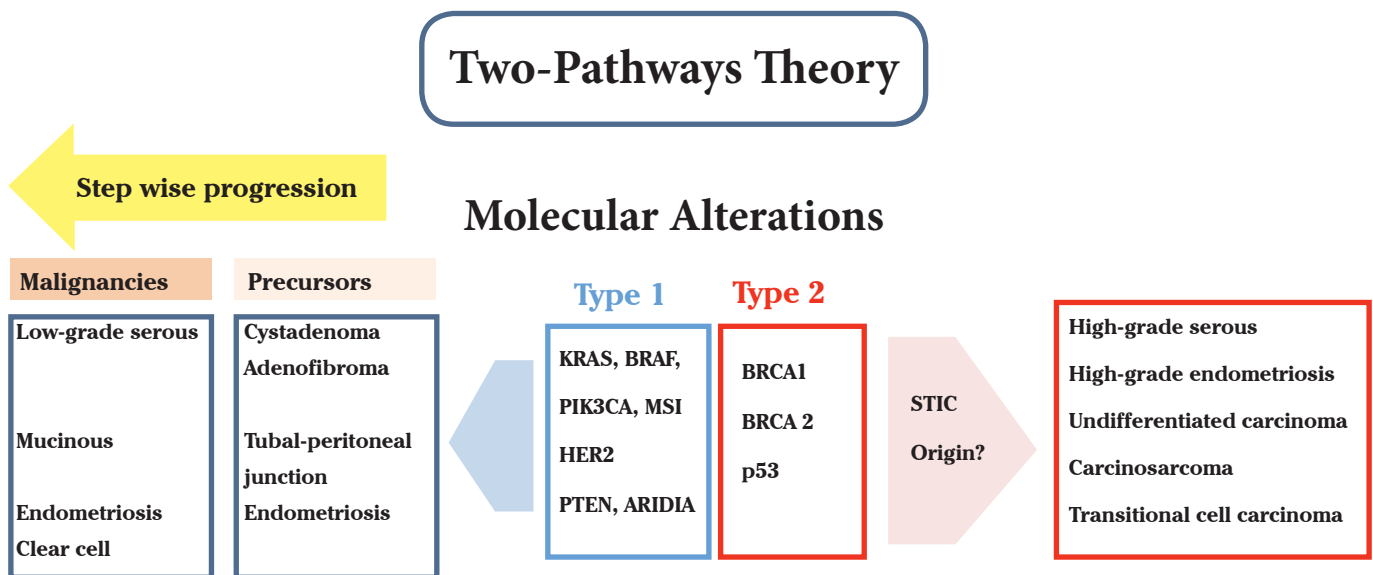 Two-Pathways Theory
Step wise progression
Molecular Alterations
Malignancies
Low-grade serous
Mucinous
Endometriosis
Clear cell
Precursors
Cystadenoma
Adenofibroma
Tubal-peritoneal
junction
Endometriosis
Type 1
KRAS, BRAF,
PIK3CA, MSI
HER2
PTEN, ARIDIA
Type 2
BRCA1
BRCA 2
p53
STIC
Origin?
High-grade serous
High-grade endometriosis
Undifferentiated carcinoma
Carcinosarcoma
Transitional cell carcinoma